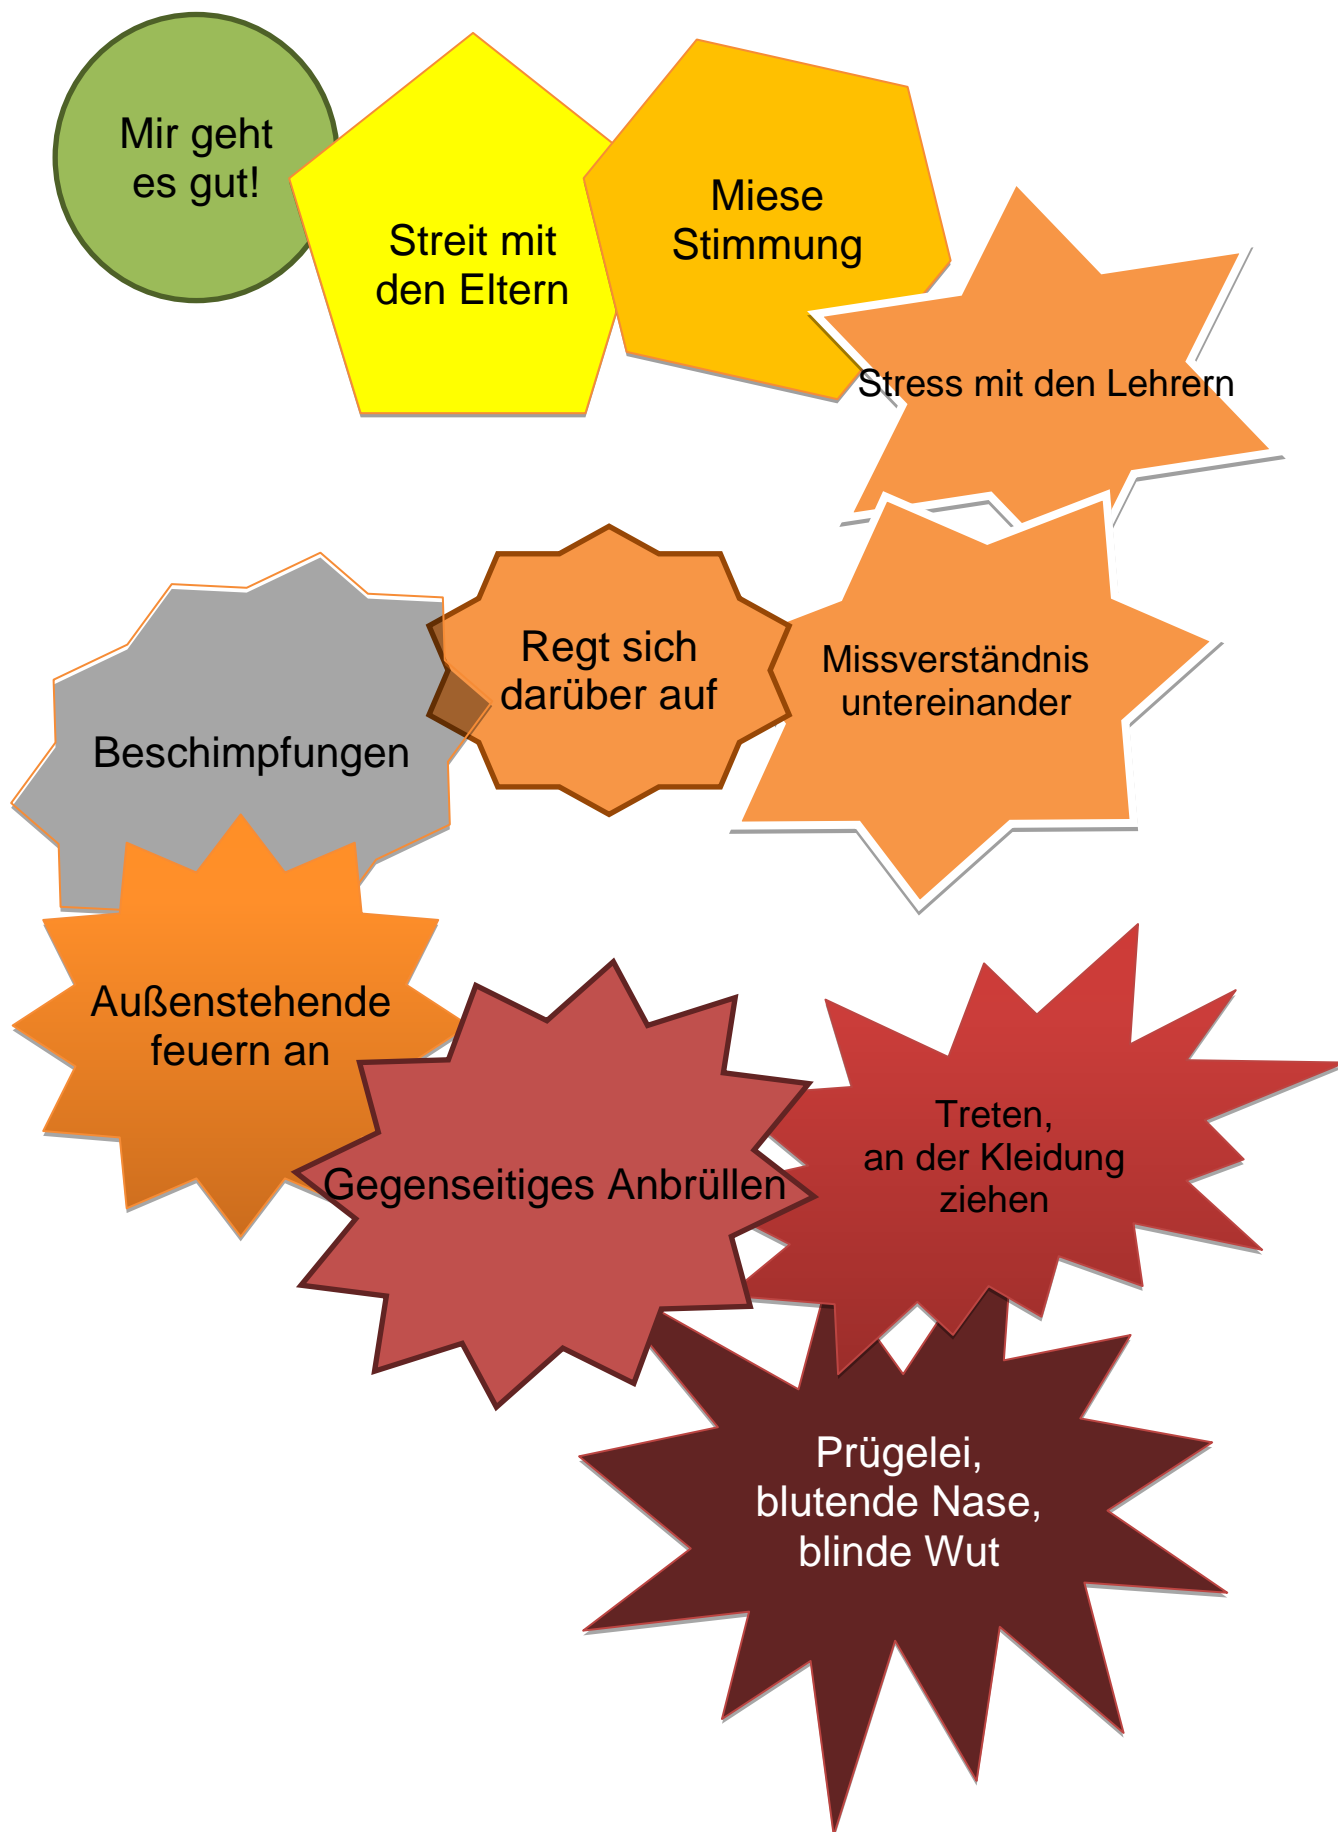 Mir geht
es gut!
Streit mit
den Eltern
Miese
Stimmung
Stress mit den Lehrern
Missverständnis
untereinander
Regt sich
darüber auf
Beschimpfungen
Außenstehende
feuern an
Gegenseitiges Anbrüllen
Treten,
an der Kleidung
ziehen
Prügelei,
blutende Nase,
blinde Wut